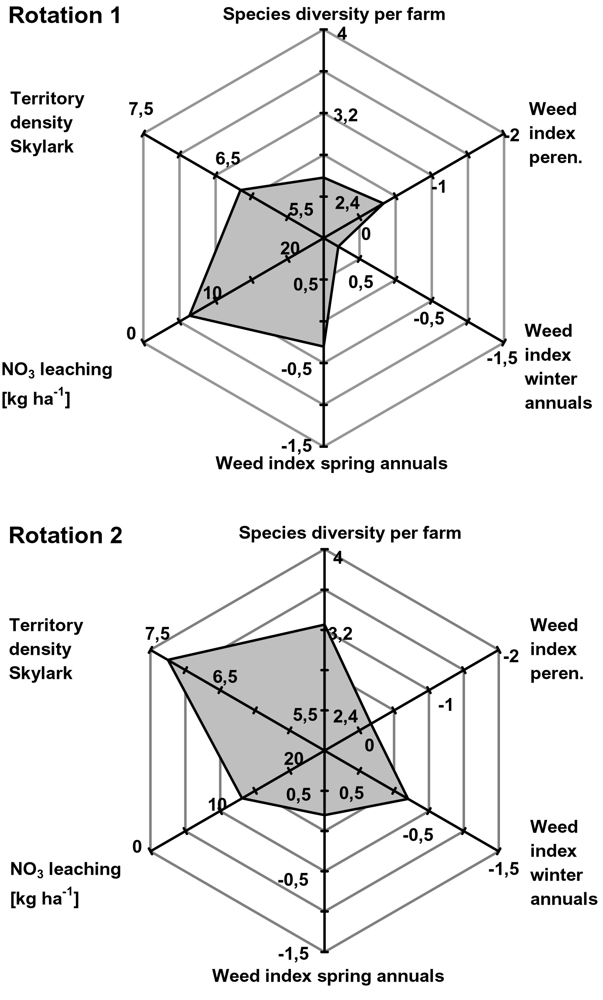 Rotation 1
Species diversity per farm
4
Territory
density
Skylark
7,5
3,2
Weed
index
peren.
-2
6,5
-1
5,5
2,4
0
20
0,5
0,5
10
-0,5
0
Weed
index
winter
annuals
-1,5
NO3 leaching
[kg ha-1]
-0,5
-1,5
Weed index spring annuals
Rotation 2
Species diversity per farm
4
Territory
density
Skylark
7,5
3,2
Weed
index
peren.
-2
6,5
-1
5,5
2,4
0
20
0,5
0,5
10
-0,5
0
Weed
index
winter
annuals
-1,5
NO3 leaching
[kg ha-1]
-0,5
-1,5
Weed index spring annuals